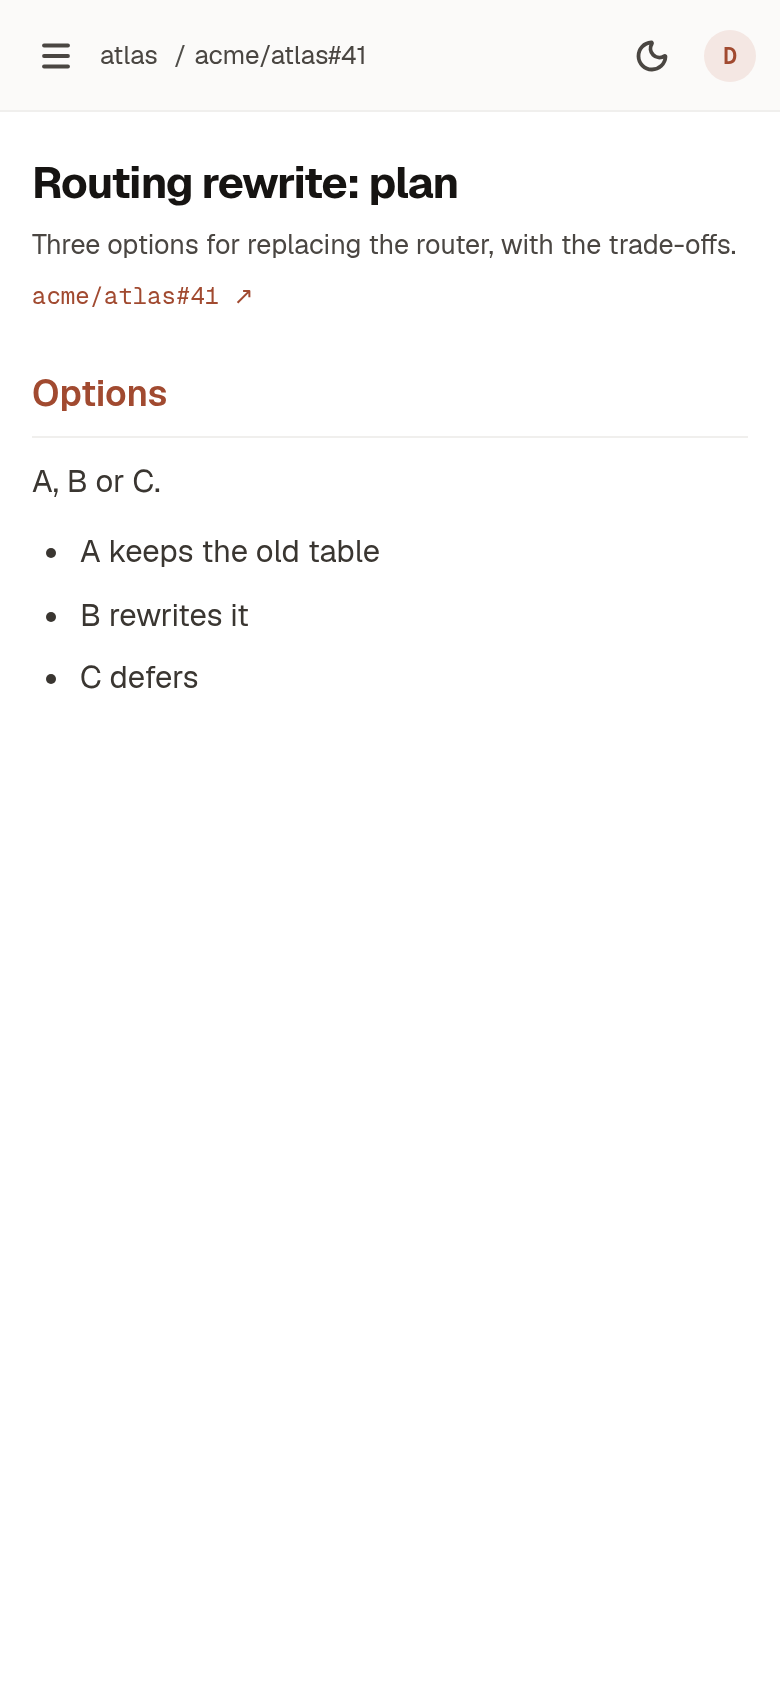 atlas / acme/atlas#41
D
Routing rewrite: plan
Three options for replacing the router, with the trade-offs.
acme/atlas#41 ↗
Options
A, B or C.
• A keeps the old table
• B rewrites it
• C defers